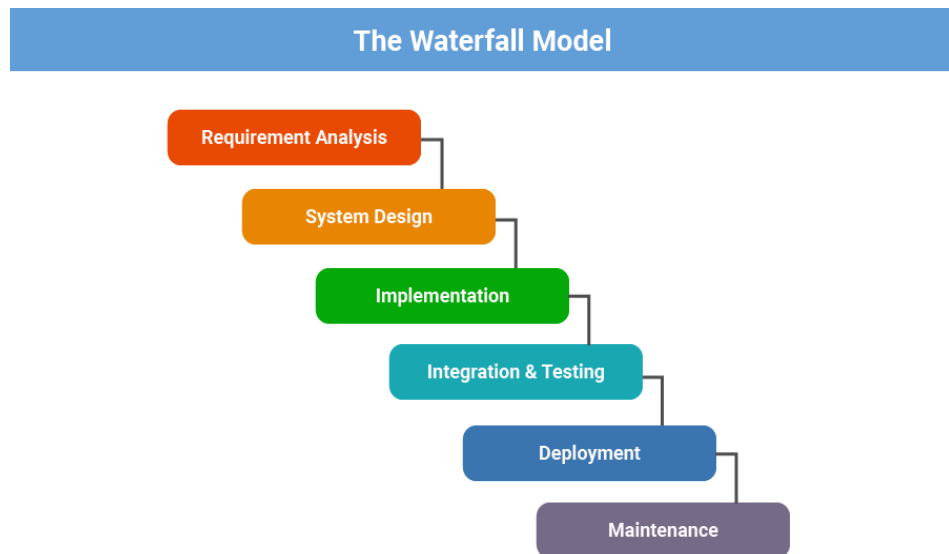 The Waterfall Model
Requirement Analysis
System Design
Implementation
Integration & Testing
Deployment
Maintenance